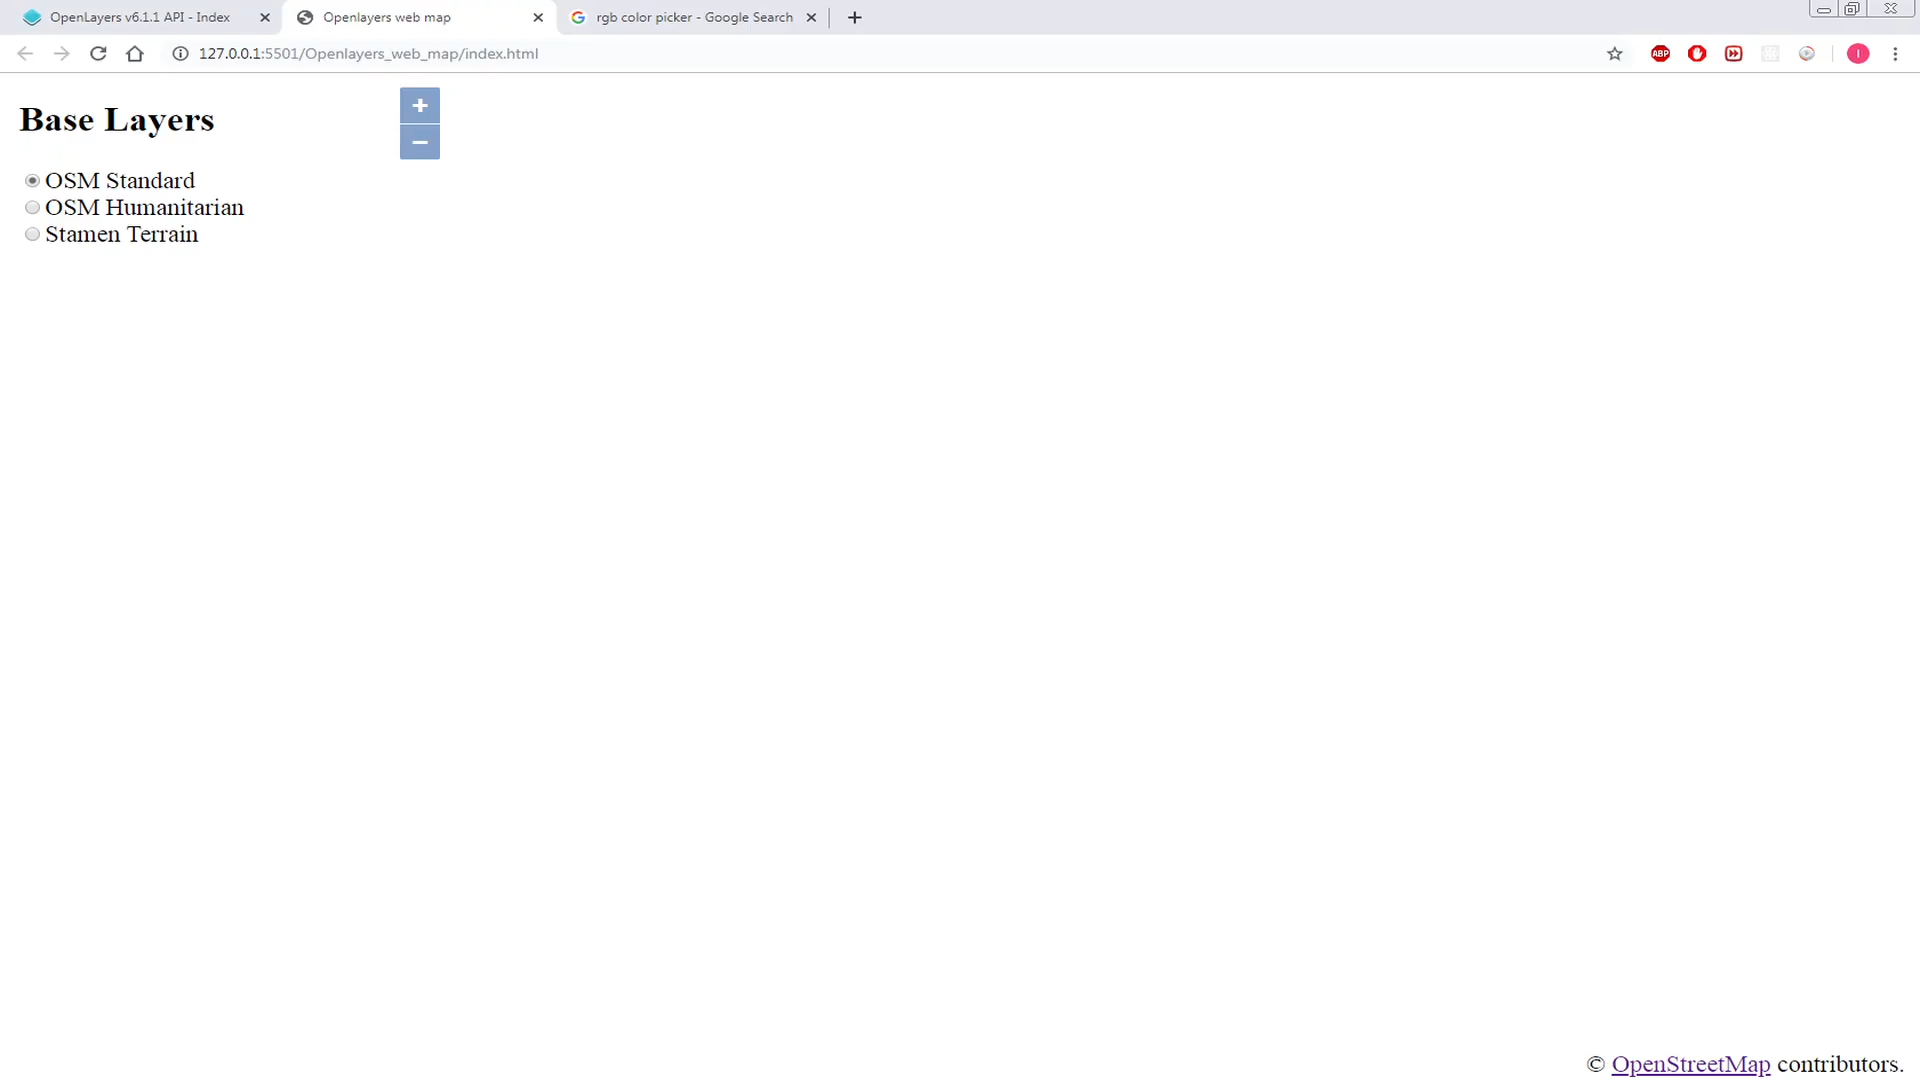 OpenLayers v6.1.1 API - Index
Openlayers web map
rgb color picker - Google Search
127.0.0.1:5501/Openlayers_web_map/index.html
ABP
I
+
−
Base Layers
OSM Standard
OSM Humanitarian
Stamen Terrain
© OpenStreetMap contributors.